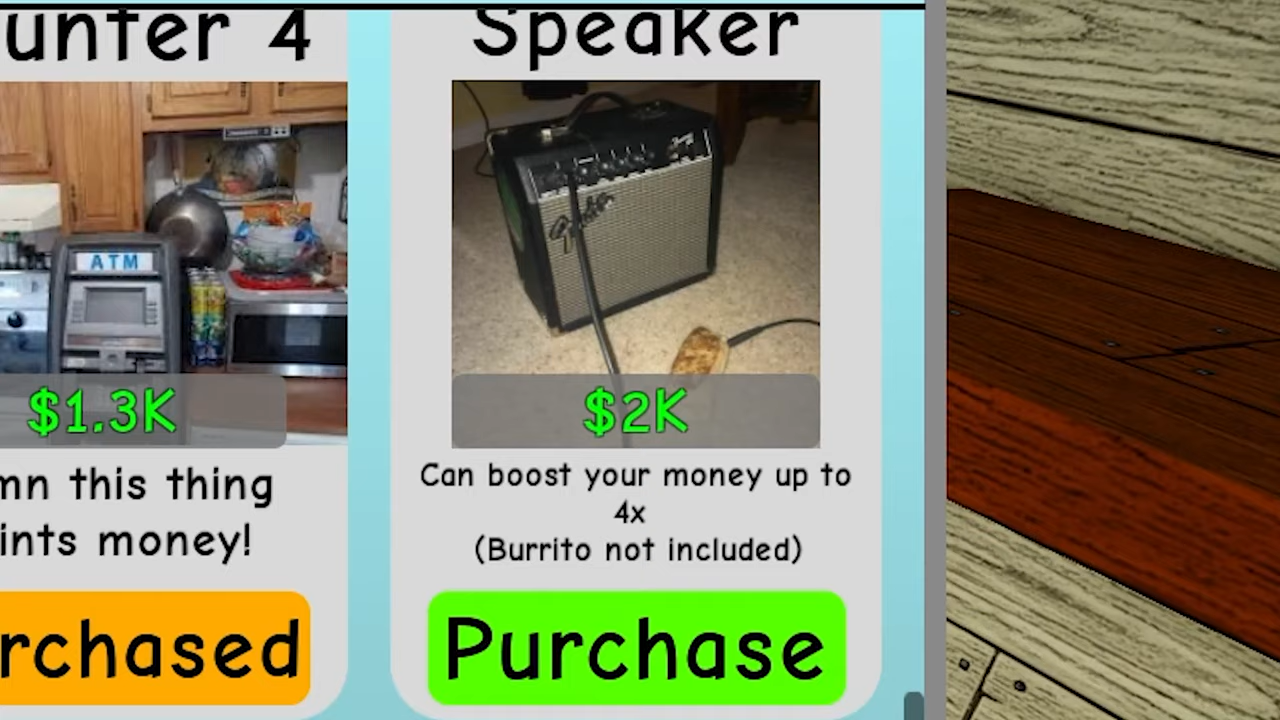 unter 4
ATM
$1.3K
mn this thing
ints money!
rchased
Speaker
$2K
Can boost your money up to
4x
(Burrito not included)
Purchase